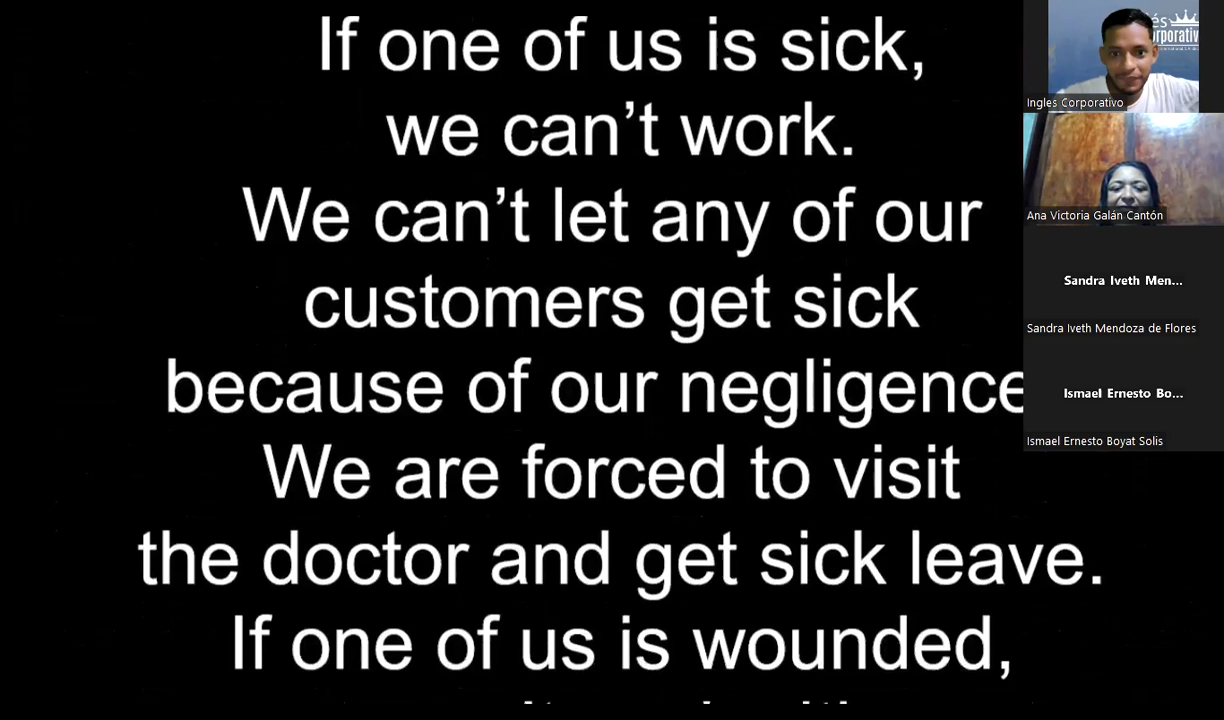 If one of us is sick,
we can't work.
We can't let any of our
customers get sick
because of our negligence
We are forced to visit
the doctor and get sick leave.
If one of us is wounded,
Ingles Corporativo
Ana Victoria Galán Cantón
Sandra Iveth Men...
Sandra Iveth Mendoza de Flores
Ismael Ernesto Bo...
Ismael Ernesto Boyat Solis